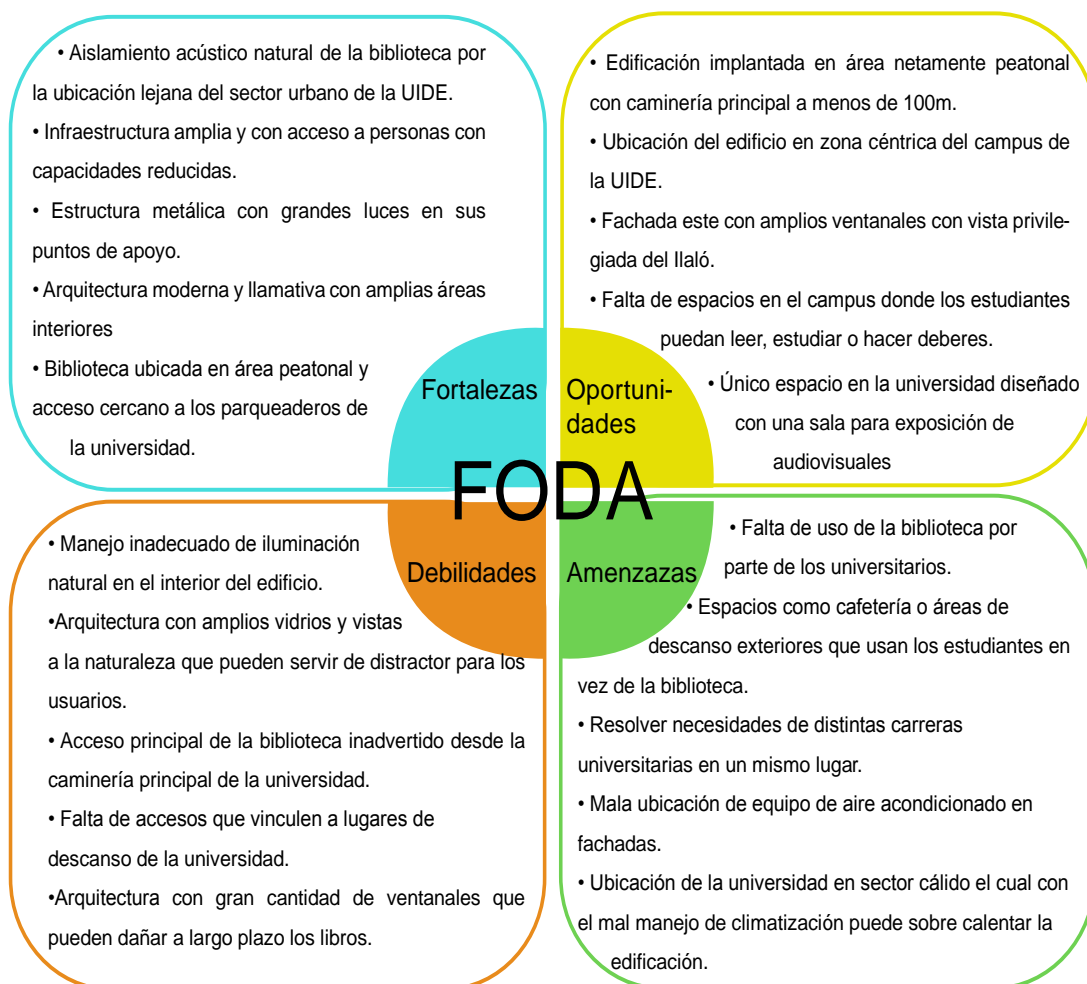 • Aislamiento acústico natural de la biblioteca por
la ubicación lejana del sector urbano de la UIDE.
• Infraestructura amplia y con acceso a personas con
capacidades reducidas.
• Estructura metálica con grandes luces en sus
puntos de apoyo.
• Arquitectura moderna y llamativa con amplias áreas
interiores
• Biblioteca ubicada en área peatonal y
acceso cercano a los parqueaderos de
la universidad.
Fortalezas
• Edificación implantada en área netamente peatonal
con caminería principal a menos de 100m.
• Ubicación del edificio en zona céntrica del campus de
la UIDE.
• Fachada este con amplios ventanales con vista privile-
giada del Ilaló.
• Falta de espacios en el campus donde los estudiantes
puedan leer, estudiar o hacer deberes.
• Único espacio en la universidad diseñado
con una sala para exposición de
audiovisuales
Oportuni-
dades
FODA
• Manejo inadecuado de iluminación
natural en el interior del edificio.
•Arquitectura con amplios vidrios y vistas
a la naturaleza que pueden servir de distractor para los
usuarios.
• Acceso principal de la biblioteca inadvertido desde la
caminería principal de la universidad.
• Falta de accesos que vinculen a lugares de
descanso de la universidad.
•Arquitectura con gran cantidad de ventanales que
pueden dañar a largo plazo los libros.
Debilidades
Amenzazas
• Falta de uso de la biblioteca por
parte de los universitarios.
• Espacios como cafetería o áreas de
descanso exteriores que usan los estudiantes en
vez de la biblioteca.
• Resolver necesidades de distintas carreras
universitarias en un mismo lugar.
• Mala ubicación de equipo de aire acondicionado en
fachadas.
• Ubicación de la universidad en sector cálido el cual con
el mal manejo de climatización puede sobre calentar la
edificación.